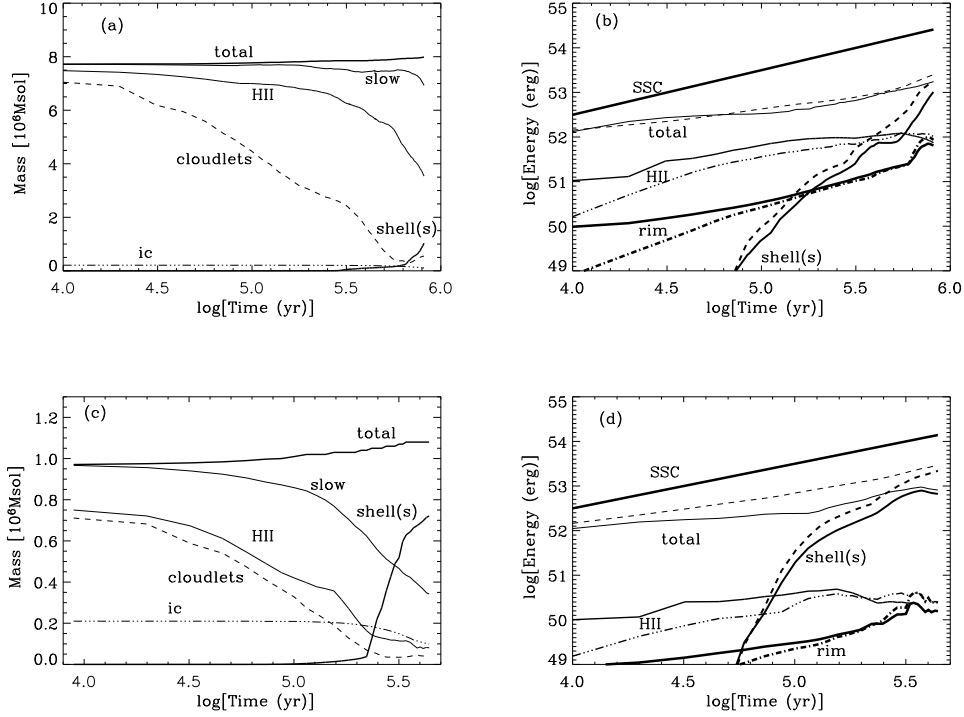 (a)
10
8
6
4
2
0
Mass [10⁶Msol]
total
slow
HII
cloudlets
shell(s)
ic
4.0 4.5 5.0 5.5 6.0
log[Time (yr)]
(b)
55
54
53
52
51
50
49
log[Energy (erg)]
SSC
total
HII
rim
shell(s)
4.0 4.5 5.0 5.5 6.0
log[Time (yr)]
(c)
1.2
1.0
0.8
0.6
0.4
0.2
0.0
Mass [10⁶Msol]
total
slow
shell(s)
HII
cloudlets
ic
4.0 4.5 5.0 5.5
log[Time (yr)]
(d)
55
54
53
52
51
50
49
log[Energy (erg)]
SSC
total
shell(s)
HII
rim
4.0 4.5 5.0 5.5
log[Time (yr)]